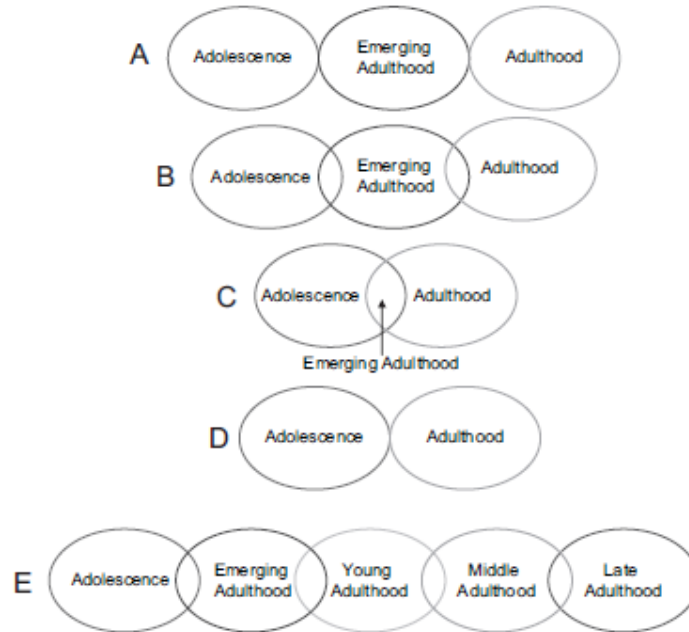 A
Adolescence
Emerging
Adulthood
Adulthood
B
Adolescence
Emerging
Adulthood
Adulthood
C
Adolescence
Adulthood
Emerging Adulthood
D
Adolescence
Adulthood
E
Adolescence
Emerging
Adulthood
Young
Adulthood
Middle
Adulthood
Late
Adulthood